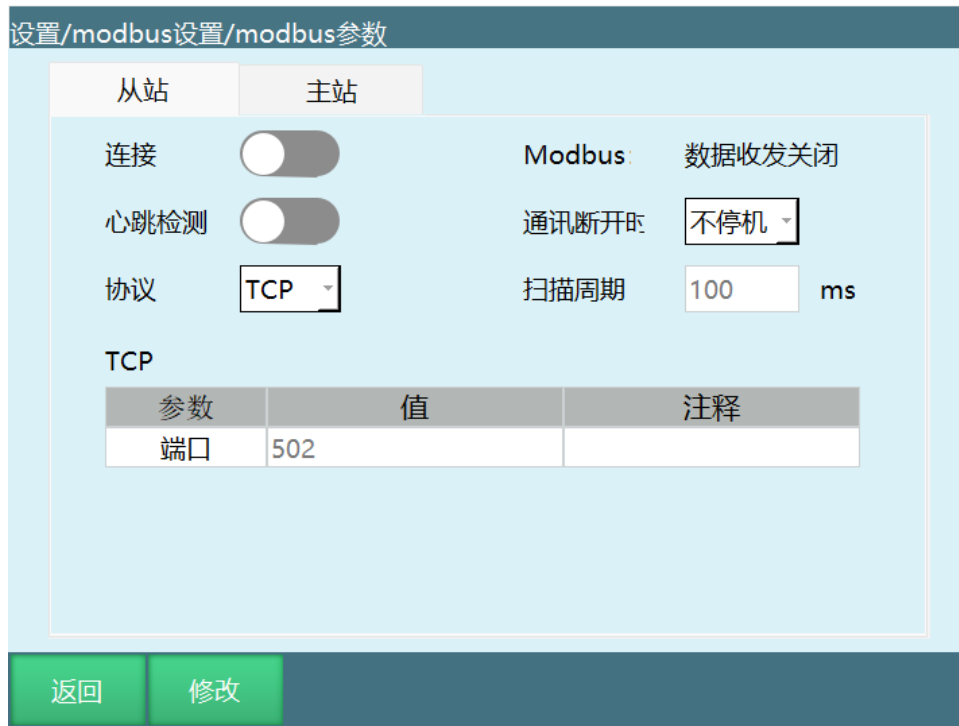 设置/modbus设置/modbus参数
从站 主站
连接 Modbus: 数据收发关闭
心跳检测 通讯断开时 不停机
协议 TCP 扫描周期 100 ms
TCP
参数 值 注释
端口 502
返回 修改